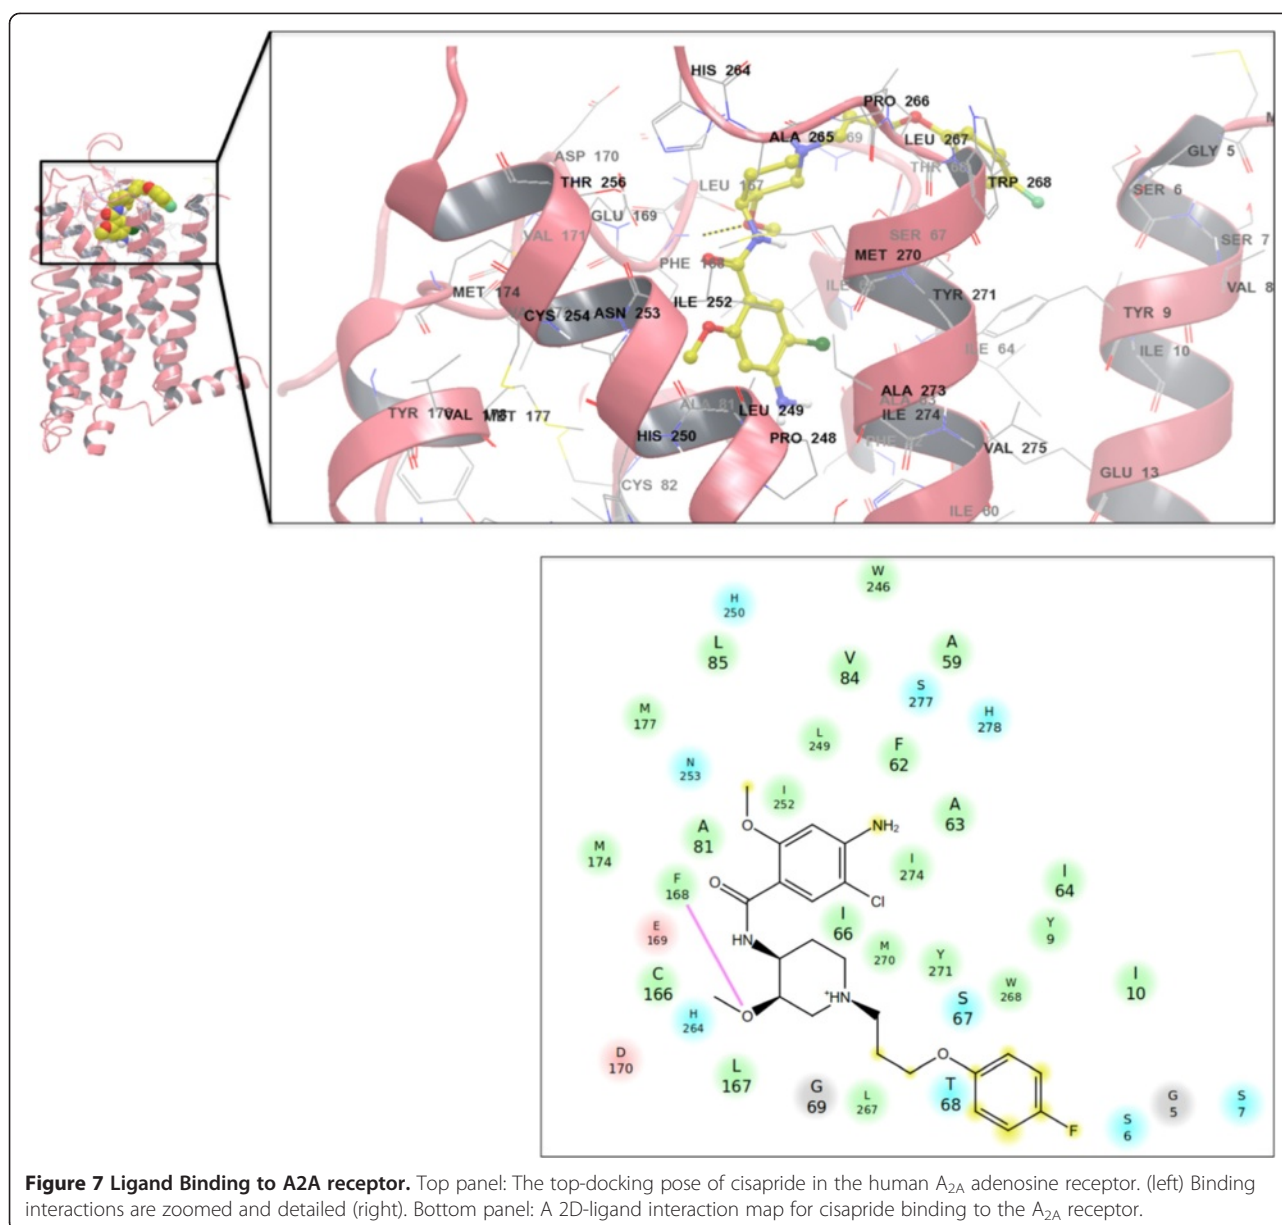 HIS 264
PRO 266
ALA 265
69
LEU 267
THR 68
TRP 268
GLY 5
ASP 170
THR 256
LEU 167
SER 6
GLU 169
VAL 171
SER 67
SER 7
PHE 168
MET 270
VAL 8
MET 174
ILE 252
TYR 271
CYS 254
ASN 253
TYR 9
ILE 64
ILE 10
ALA 273
ALA 81
LEU 249
ILE 274
MET 177
HIS 250
PRO 248
VAL 275
GLU 13
CYS 82
ILE 60
W
246
H
250
L
85
A
59
V
84
S
277
M
177
H
278
L
249
F
62
N
253
I
252
A
63
O
NH2
A
81
M
174
I
274
F
168
O
Cl
I
64
I
66
E
169
HN
M
270
Y
9
Y
271
C
166
W
268
I
10
+HN
S
67
H
264
O
D
170
O
L
167
G
69
L
267
T
68
G
5
S
7
S
6
F
Figure 7 Ligand Binding to A2A receptor. Top panel: The top-docking pose of cisapride in the human A2A adenosine receptor. (left) Binding
interactions are zoomed and detailed (right). Bottom panel: A 2D-ligand interaction map for cisapride binding to the A2A receptor.